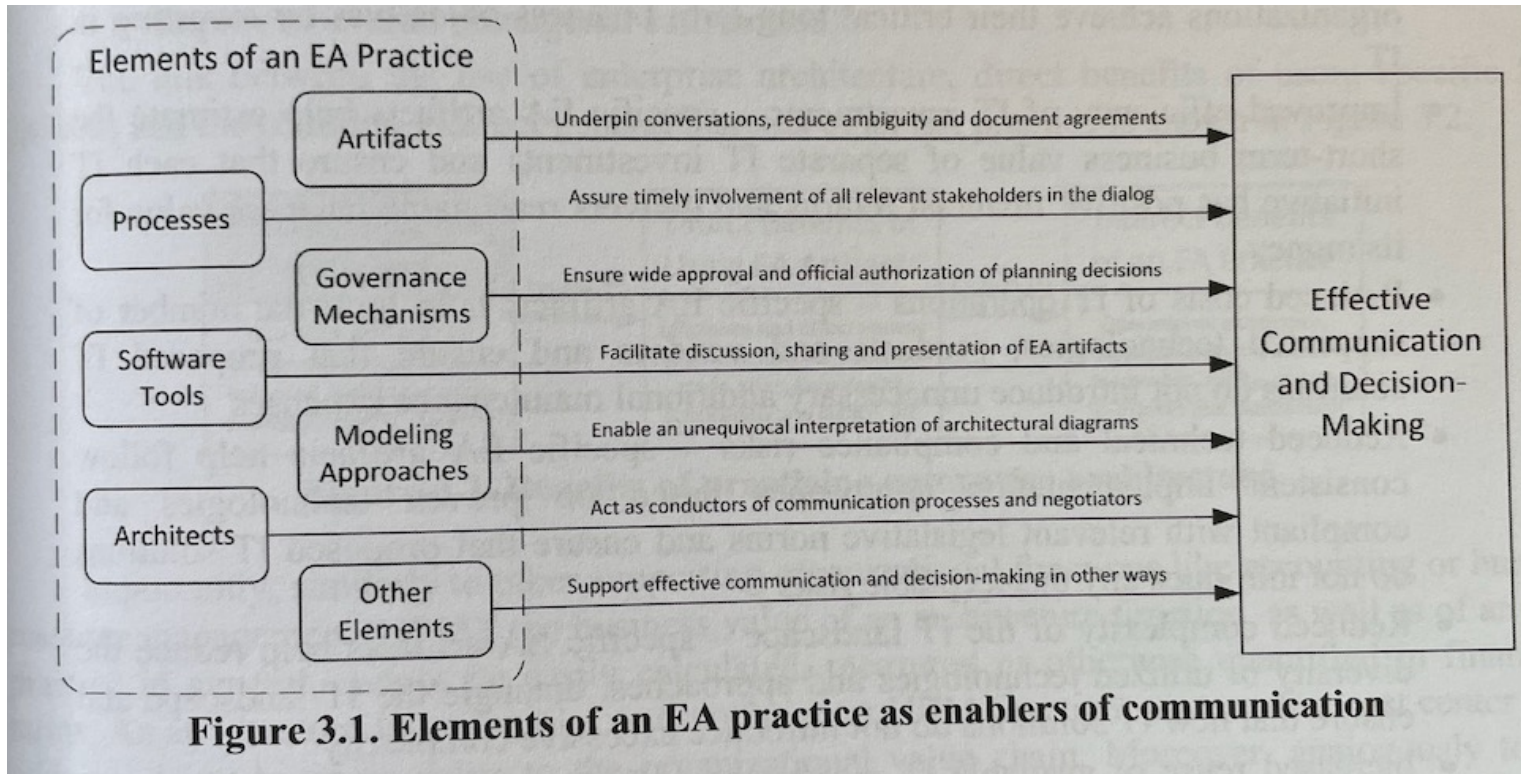 Elements of an EA Practice
Artifacts
Underpin conversations, reduce ambiguity and document agreements
Processes
Assure timely involvement of all relevant stakeholders in the dialog
Governance
Mechanisms
Ensure wide approval and official authorization of planning decisions
Software
Tools
Facilitate discussion, sharing and presentation of EA artifacts
Modeling
Approaches
Enable an unequivocal interpretation of architectural diagrams
Architects
Act as conductors of communication processes and negotiators
Other
Elements
Support effective communication and decision-making in other ways
Effective
Communication
and Decision-
Making
Figure 3.1. Elements of an EA practice as enablers of communication